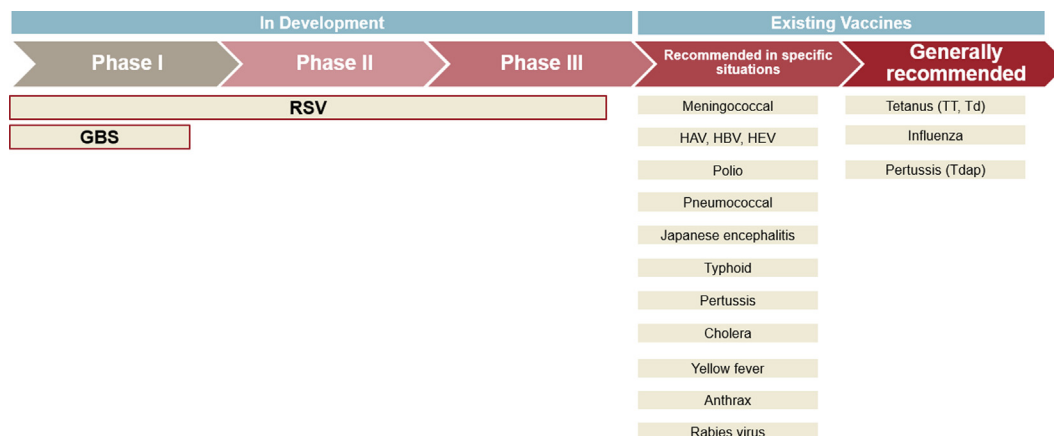 In Development
Existing Vaccines
Phase I
Phase II
Phase III
Recommended in specific
situations
Generally
recommended
RSV
GBS
Meningococcal
HAV, HBV, HEV
Polio
Pneumococcal
Japanese encephalitis
Typhoid
Pertussis
Cholera
Yellow fever
Anthrax
Rabies virus
Tetanus (TT, Td)
Influenza
Pertussis (Tdap)